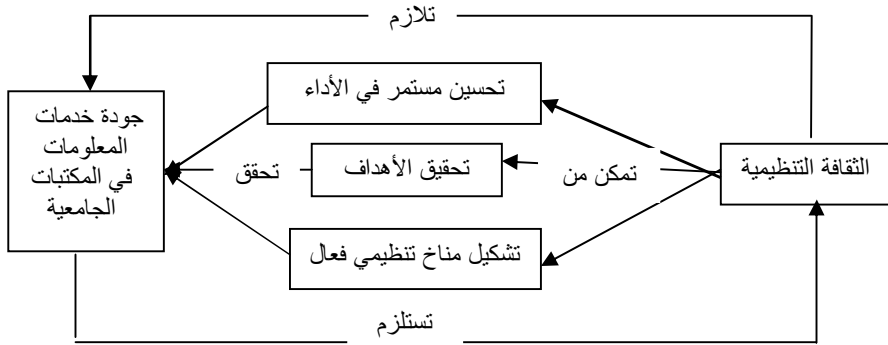 تلازم
تحسين مستمر في الأداء
الثقافة التنظيمية
تمكن من
تحقيق الأهداف
تحقق
جودة خدمات
المعلومات
في المكتبات
الجامعية
تشكيل مناخ تنظيمي فعال
تستلزم